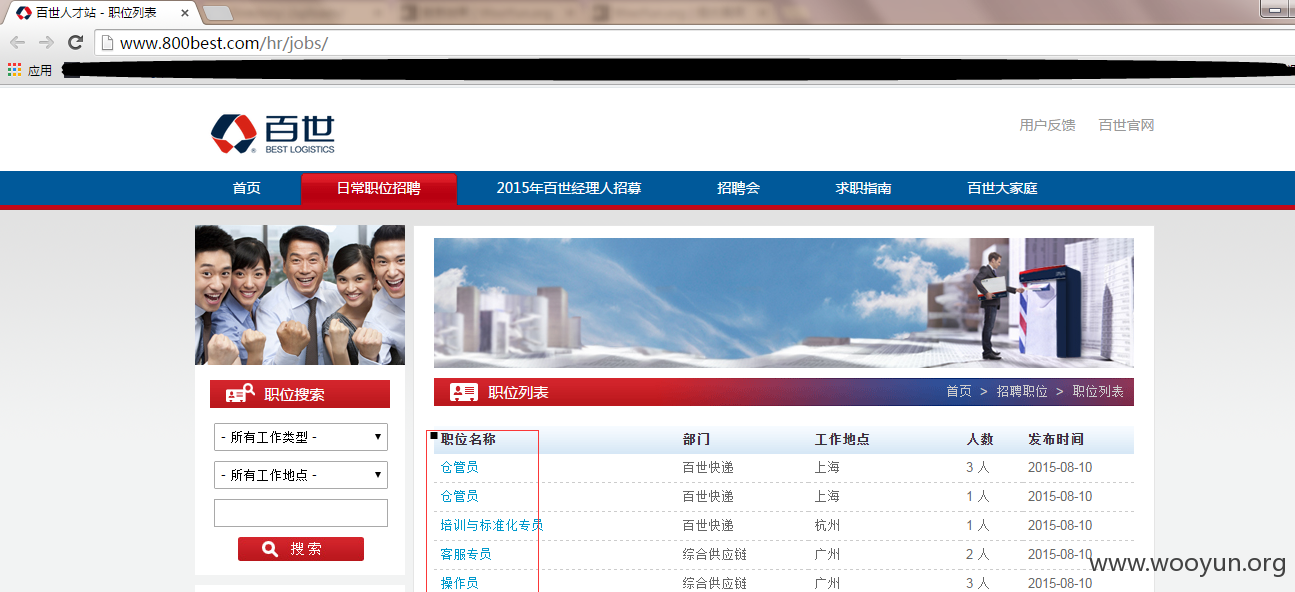 百世人才站 - 职位列表
www.800best.com/hr/jobs/
应用
百世
BEST LOGISTICS
用户反馈 百世官网
首页 日常职位招聘 2015年百世经理人招募 招聘会 求职指南 百世大家庭
职位搜索
- 所有工作类型 -
- 所有工作地点 -
搜 索
职位列表
首页 > 招聘职位 > 职位列表
职位名称 部门 工作地点 人数 发布时间
仓管员 百世快递 上海 3 人 2015-08-10
仓管员 百世快递 上海 1 人 2015-08-10
培训与标准化专员 百世快递 杭州 1 人 2015-08-10
客服专员 综合供应链 广州 2 人 2015-08-10
操作员 综合供应链 广州 3 人 2015-08-10
www.wooyun.org